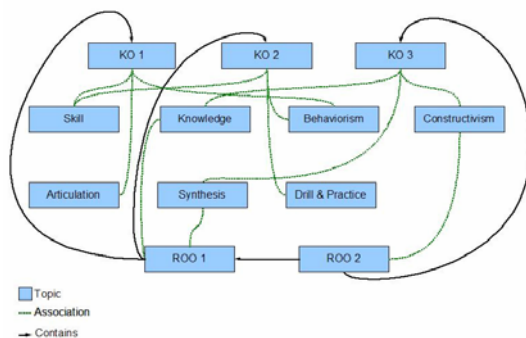 KO 1
KO 2
KO 3
Skill
Knowledge
Behaviorism
Constructivism
Articulation
Synthesis
Drill & Practice
ROO 1
ROO 2
Topic
Association
Contains